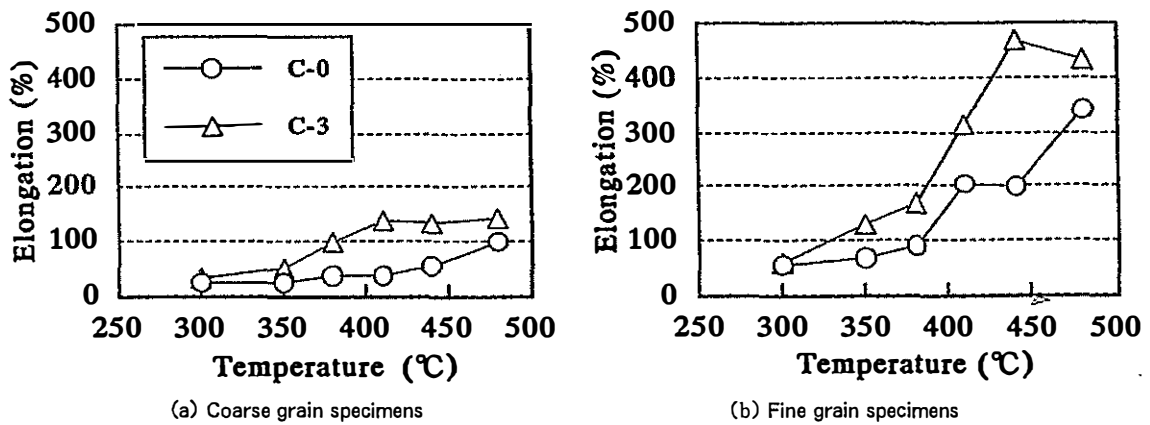 500
400
300
200
100
0
Elongation (%)
C-0
C-3
250 300 350 400 450 500
Temperature (℃)
(a) Coarse grain specimens
500
400
300
200
100
0
Elongation (%)
250 300 350 400 450 500
Temperature (℃)
(b) Fine grain specimens